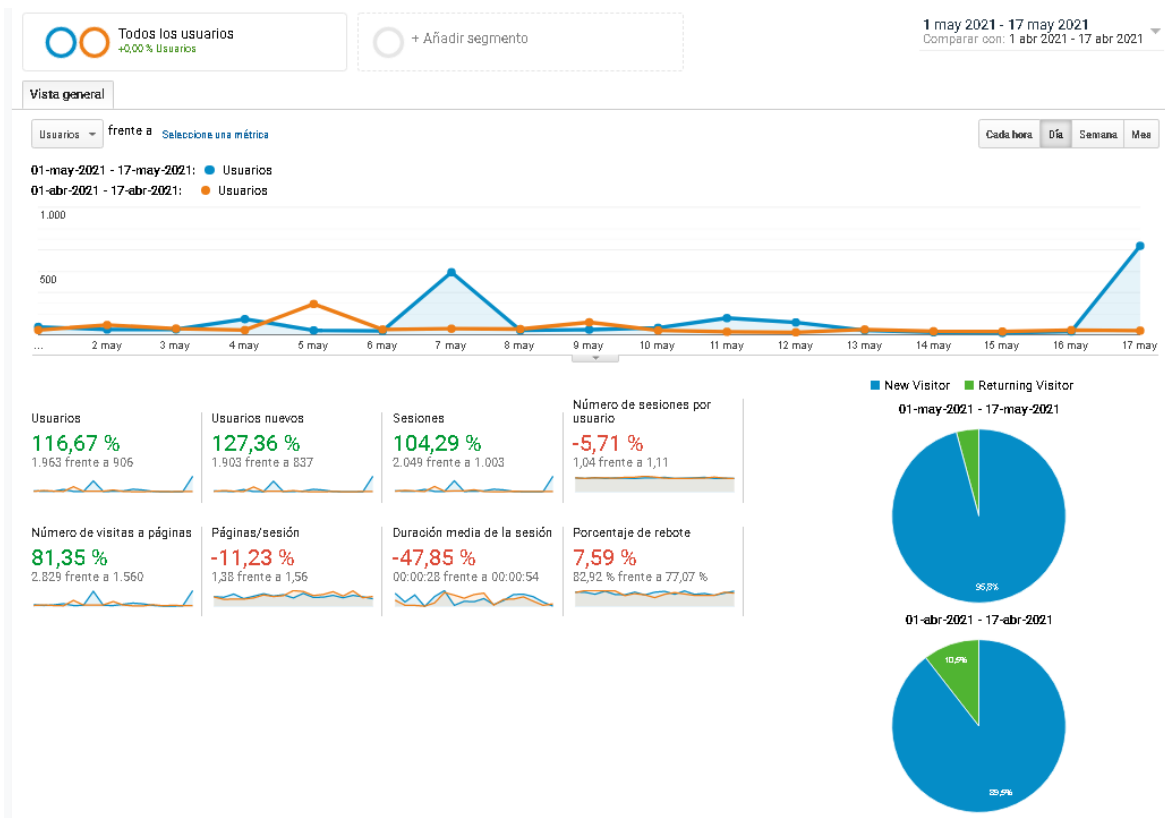 Todos los usuarios
+0,00 % Usuarios
+ Añadir segmento
1 may 2021 - 17 may 2021
Comparar con: 1 abr 2021 - 17 abr 2021
Vista general
Usuarios frente a Seleccione una métrica
Cada hora Día Semana Mes
01-may-2021 - 17-may-2021: Usuarios
01-abr-2021 - 17-abr-2021: Usuarios
1.000
500
... 2 may 3 may 4 may 5 may 6 may 7 may 8 may 9 may 10 may 11 may 12 may 13 may 14 may 15 may 16 may 17 may
Usuarios
116,67 %
1.963 frente a 906
Usuarios nuevos
127,36 %
1.903 frente a 837
Sesiones
104,29 %
2.049 frente a 1.003
Número de sesiones por
usuario
-5,71 %
1,04 frente a 1,11
Número de visitas a páginas
81,35 %
2.829 frente a 1.560
Páginas/sesión
-11,23 %
1,38 frente a 1,56
Duración media de la sesión
-47,85 %
00:00:28 frente a 00:00:54
Porcentaje de rebote
7,59 %
82,92 % frente a 77,07 %
New Visitor Returning Visitor
01-may-2021 - 17-may-2021
95,8%
01-abr-2021 - 17-abr-2021
10,5%
89,5%